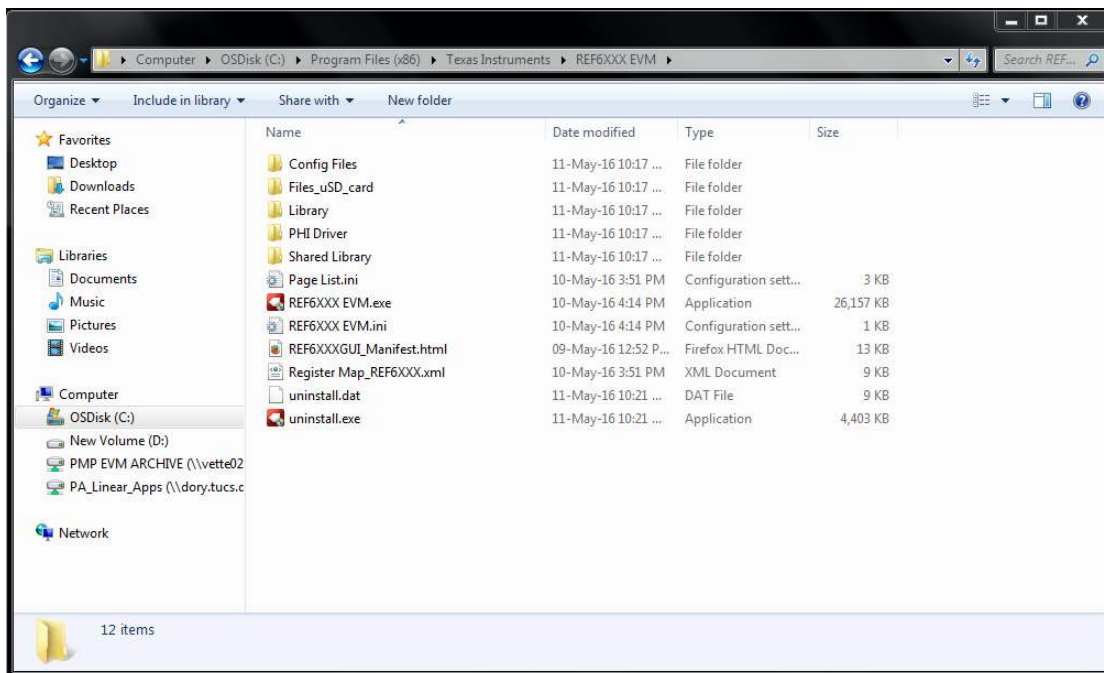 Computer ▸ OSDisk (C:) ▸ Program Files (x86) ▸ Texas Instruments ▸ REF6XXX EVM ▸
Search REF...
Organize Include in library Share with New folder
Favorites
Desktop
Downloads
Recent Places
Libraries
Documents
Music
Pictures
Videos
Computer
OSDisk (C:)
New Volume (D:)
PMP EVM ARCHIVE (\\vette02
PA_Linear_Apps (\\dory.tucs.c
Network
Name Date modified Type Size
Config Files 11-May-16 10:17 ... File folder
Files_uSD_card 11-May-16 10:17 ... File folder
Library 11-May-16 10:17 ... File folder
PHI Driver 11-May-16 10:17 ... File folder
Shared Library 11-May-16 10:17 ... File folder
Page List.ini 10-May-16 3:51 PM Configuration sett... 3 KB
REF6XXX EVM.exe 10-May-16 4:14 PM Application 26,157 KB
REF6XXX EVM.ini 10-May-16 4:14 PM Configuration sett... 1 KB
REF6XXXGUI_Manifest.html 09-May-16 12:52 P... Firefox HTML Doc... 13 KB
Register Map_REF6XXX.xml 10-May-16 3:51 PM XML Document 9 KB
uninstall.dat 11-May-16 10:21 ... DAT File 9 KB
uninstall.exe 11-May-16 10:21 ... Application 4,403 KB
12 items